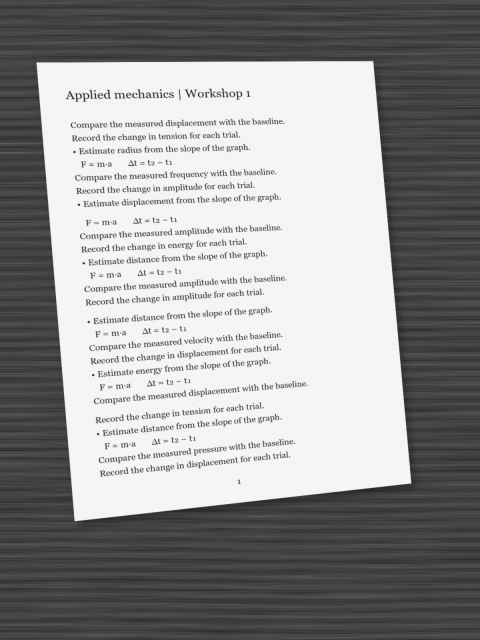 Applied mechanics | Workshop 1
Compare the measured displacement with the baseline.
Record the change in tension for each trial.
• Estimate radius from the slope of the graph.
F = m·a Δt = t2 − t1
Compare the measured frequency with the baseline.
Record the change in amplitude for each trial.
• Estimate displacement from the slope of the graph.
F = m·a Δt = t2 − t1
Compare the measured amplitude with the baseline.
Record the change in energy for each trial.
• Estimate distance from the slope of the graph.
F = m·a Δt = t2 − t1
Compare the measured amplitude with the baseline.
Record the change in amplitude for each trial.
• Estimate distance from the slope of the graph.
F = m·a Δt = t2 − t1
Compare the measured velocity with the baseline.
Record the change in displacement for each trial.
• Estimate energy from the slope of the graph.
F = m·a Δt = t2 − t1
Compare the measured displacement with the baseline.
Record the change in tension for each trial.
• Estimate distance from the slope of the graph.
F = m·a Δt = t2 − t1
Compare the measured pressure with the baseline.
Record the change in displacement for each trial.
1